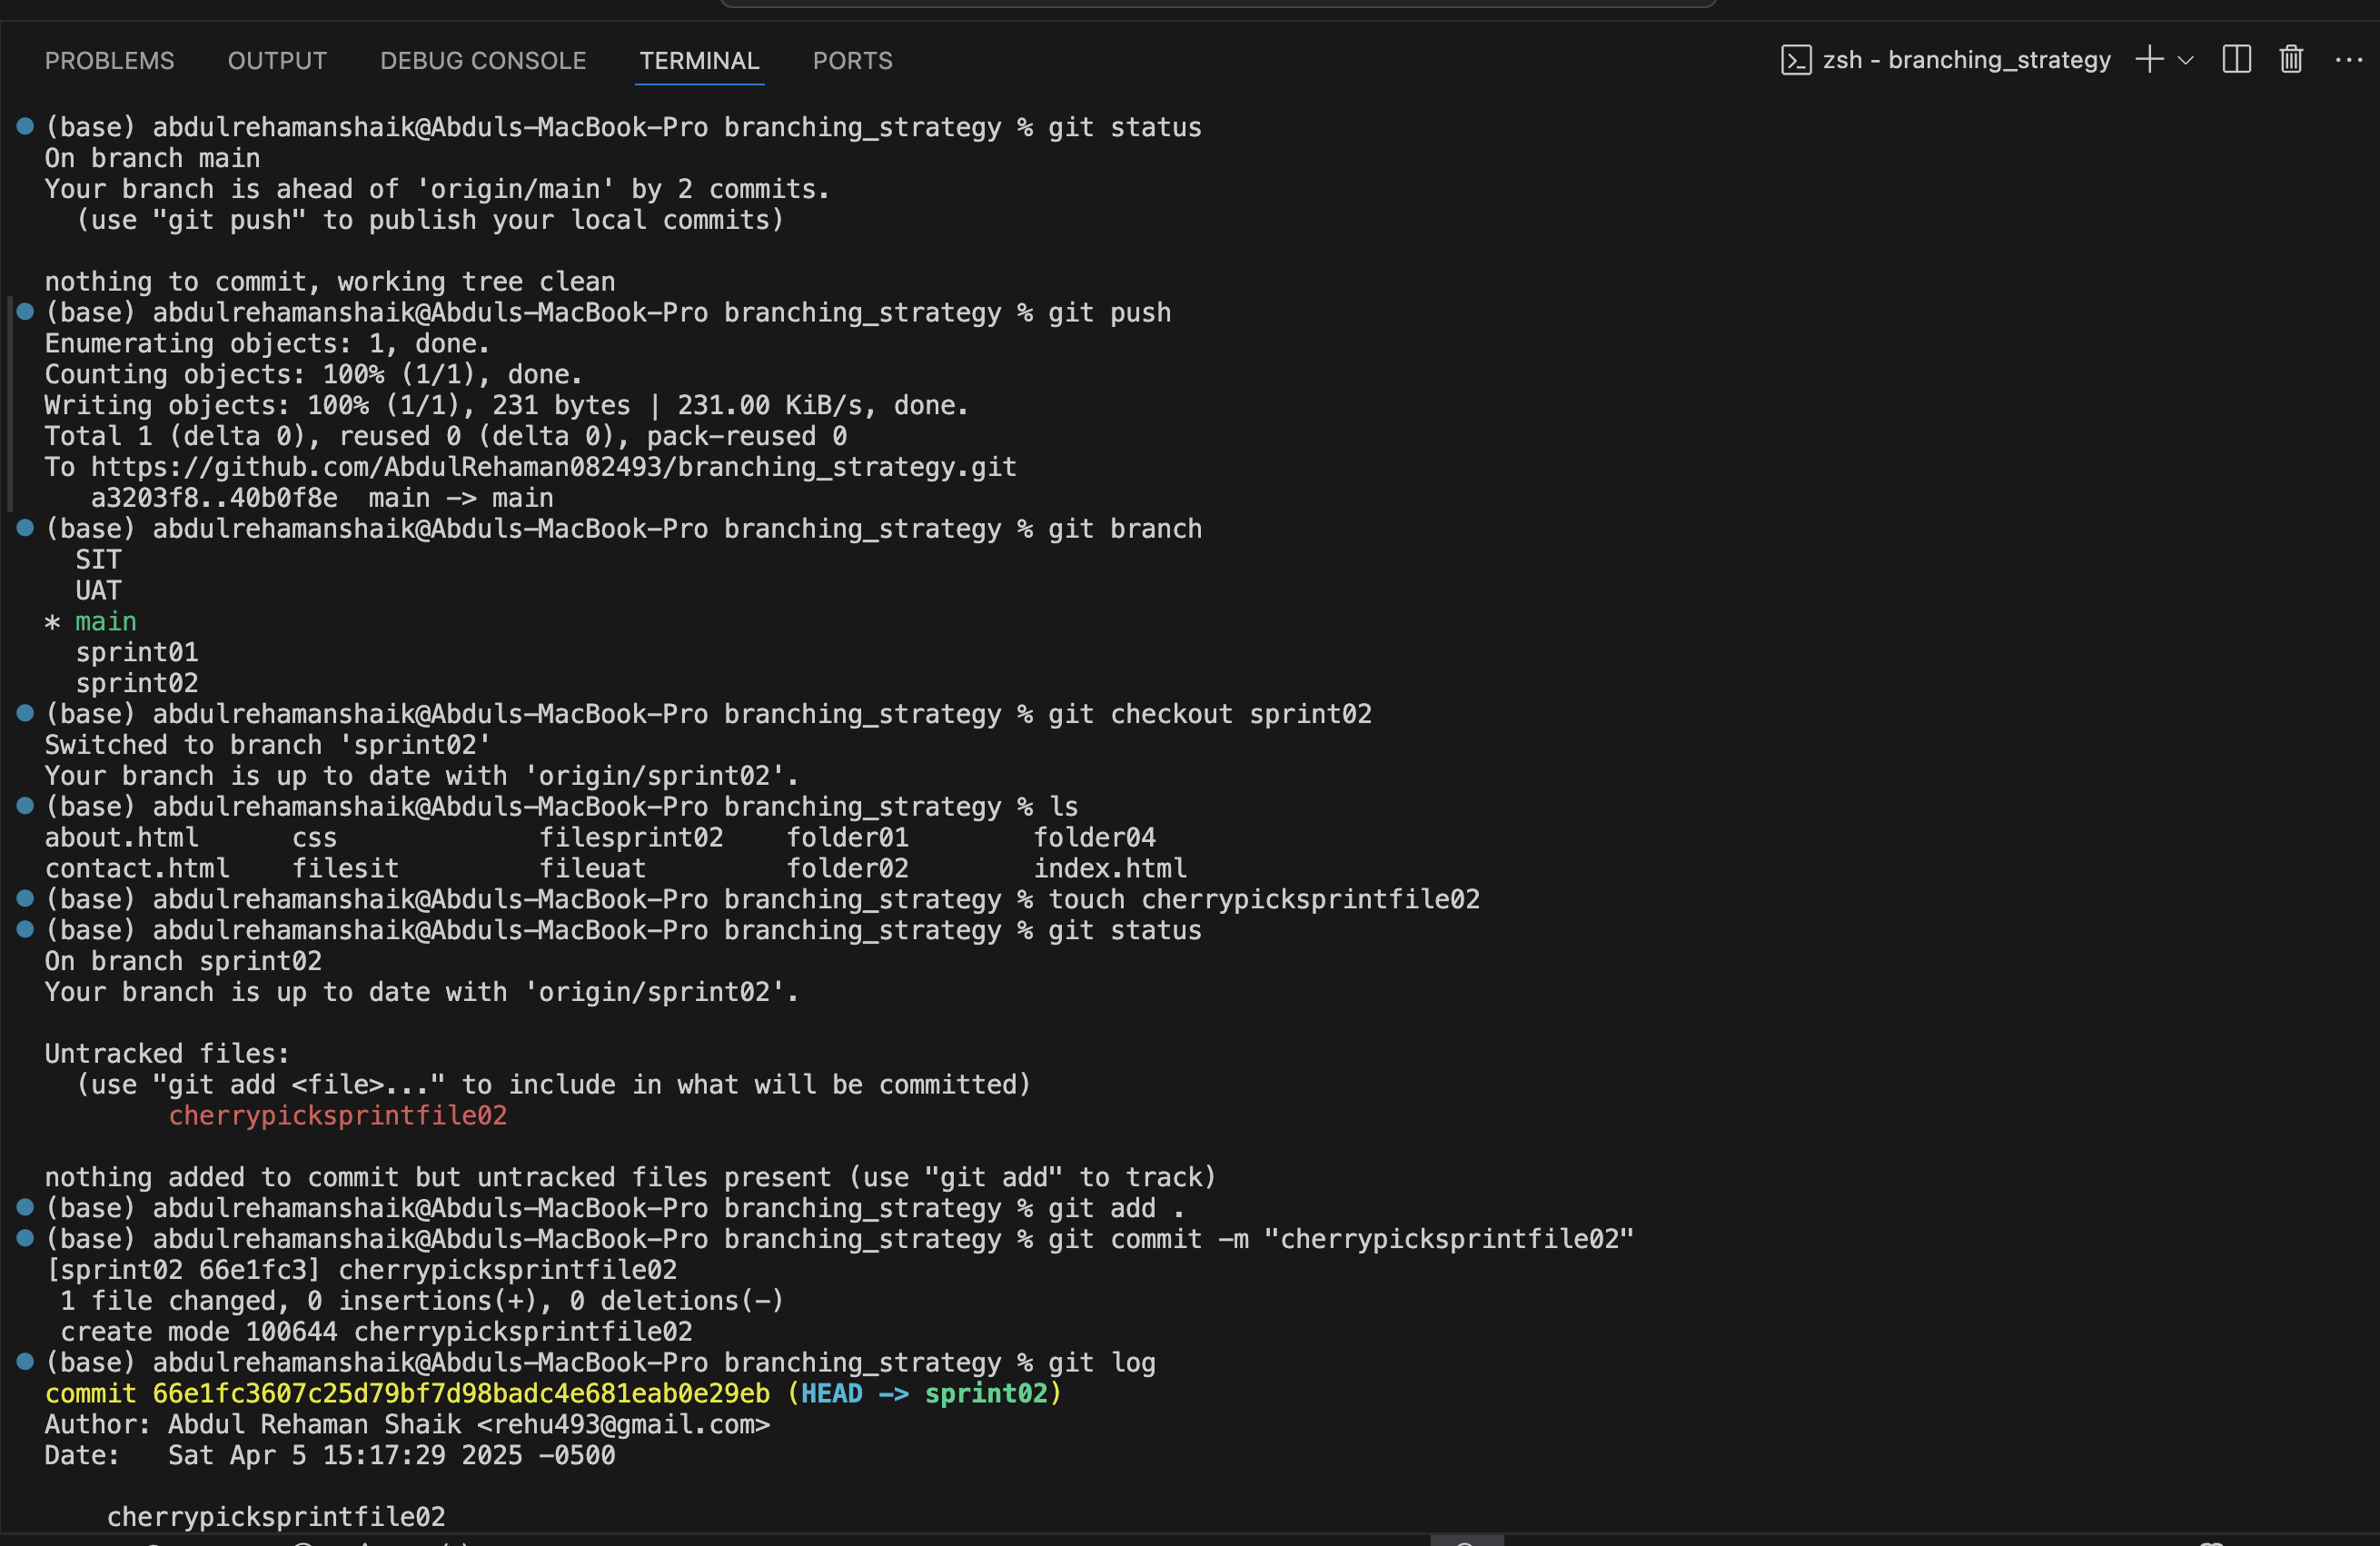 PROBLEMS OUTPUT DEBUG CONSOLE TERMINAL PORTS zsh - branching_strategy
(base) abdulrehamanshaik@Abduls-MacBook-Pro branching_strategy % git status
On branch main
Your branch is ahead of 'origin/main' by 2 commits.
  (use "git push" to publish your local commits)
nothing to commit, working tree clean
(base) abdulrehamanshaik@Abduls-MacBook-Pro branching_strategy % git push
Enumerating objects: 1, done.
Counting objects: 100% (1/1), done.
Writing objects: 100% (1/1), 231 bytes | 231.00 KiB/s, done.
Total 1 (delta 0), reused 0 (delta 0), pack-reused 0
To https://github.com/AbdulRehaman082493/branching_strategy.git
   a3203f8..40b0f8e  main -> main
(base) abdulrehamanshaik@Abduls-MacBook-Pro branching_strategy % git branch
  SIT
  UAT
* main
  sprint01
  sprint02
(base) abdulrehamanshaik@Abduls-MacBook-Pro branching_strategy % git checkout sprint02
Switched to branch 'sprint02'
Your branch is up to date with 'origin/sprint02'.
(base) abdulrehamanshaik@Abduls-MacBook-Pro branching_strategy % ls
about.html      css             filesprint02    folder01        folder04
contact.html    filesit         fileuat         folder02        index.html
(base) abdulrehamanshaik@Abduls-MacBook-Pro branching_strategy % touch cherrypicksprintfile02
(base) abdulrehamanshaik@Abduls-MacBook-Pro branching_strategy % git status
On branch sprint02
Your branch is up to date with 'origin/sprint02'.
Untracked files:
  (use "git add <file>..." to include in what will be committed)
        cherrypicksprintfile02
nothing added to commit but untracked files present (use "git add" to track)
(base) abdulrehamanshaik@Abduls-MacBook-Pro branching_strategy % git add .
(base) abdulrehamanshaik@Abduls-MacBook-Pro branching_strategy % git commit -m "cherrypicksprintfile02"
[sprint02 66e1fc3] cherrypicksprintfile02
 1 file changed, 0 insertions(+), 0 deletions(-)
 create mode 100644 cherrypicksprintfile02
(base) abdulrehamanshaik@Abduls-MacBook-Pro branching_strategy % git log
commit 66e1fc3607c25d79bf7d98badc4e681eab0e29eb (HEAD -> sprint02)
Author: Abdul Rehaman Shaik <rehu493@gmail.com>
Date:   Sat Apr 5 15:17:29 2025 -0500
    cherrypicksprintfile02